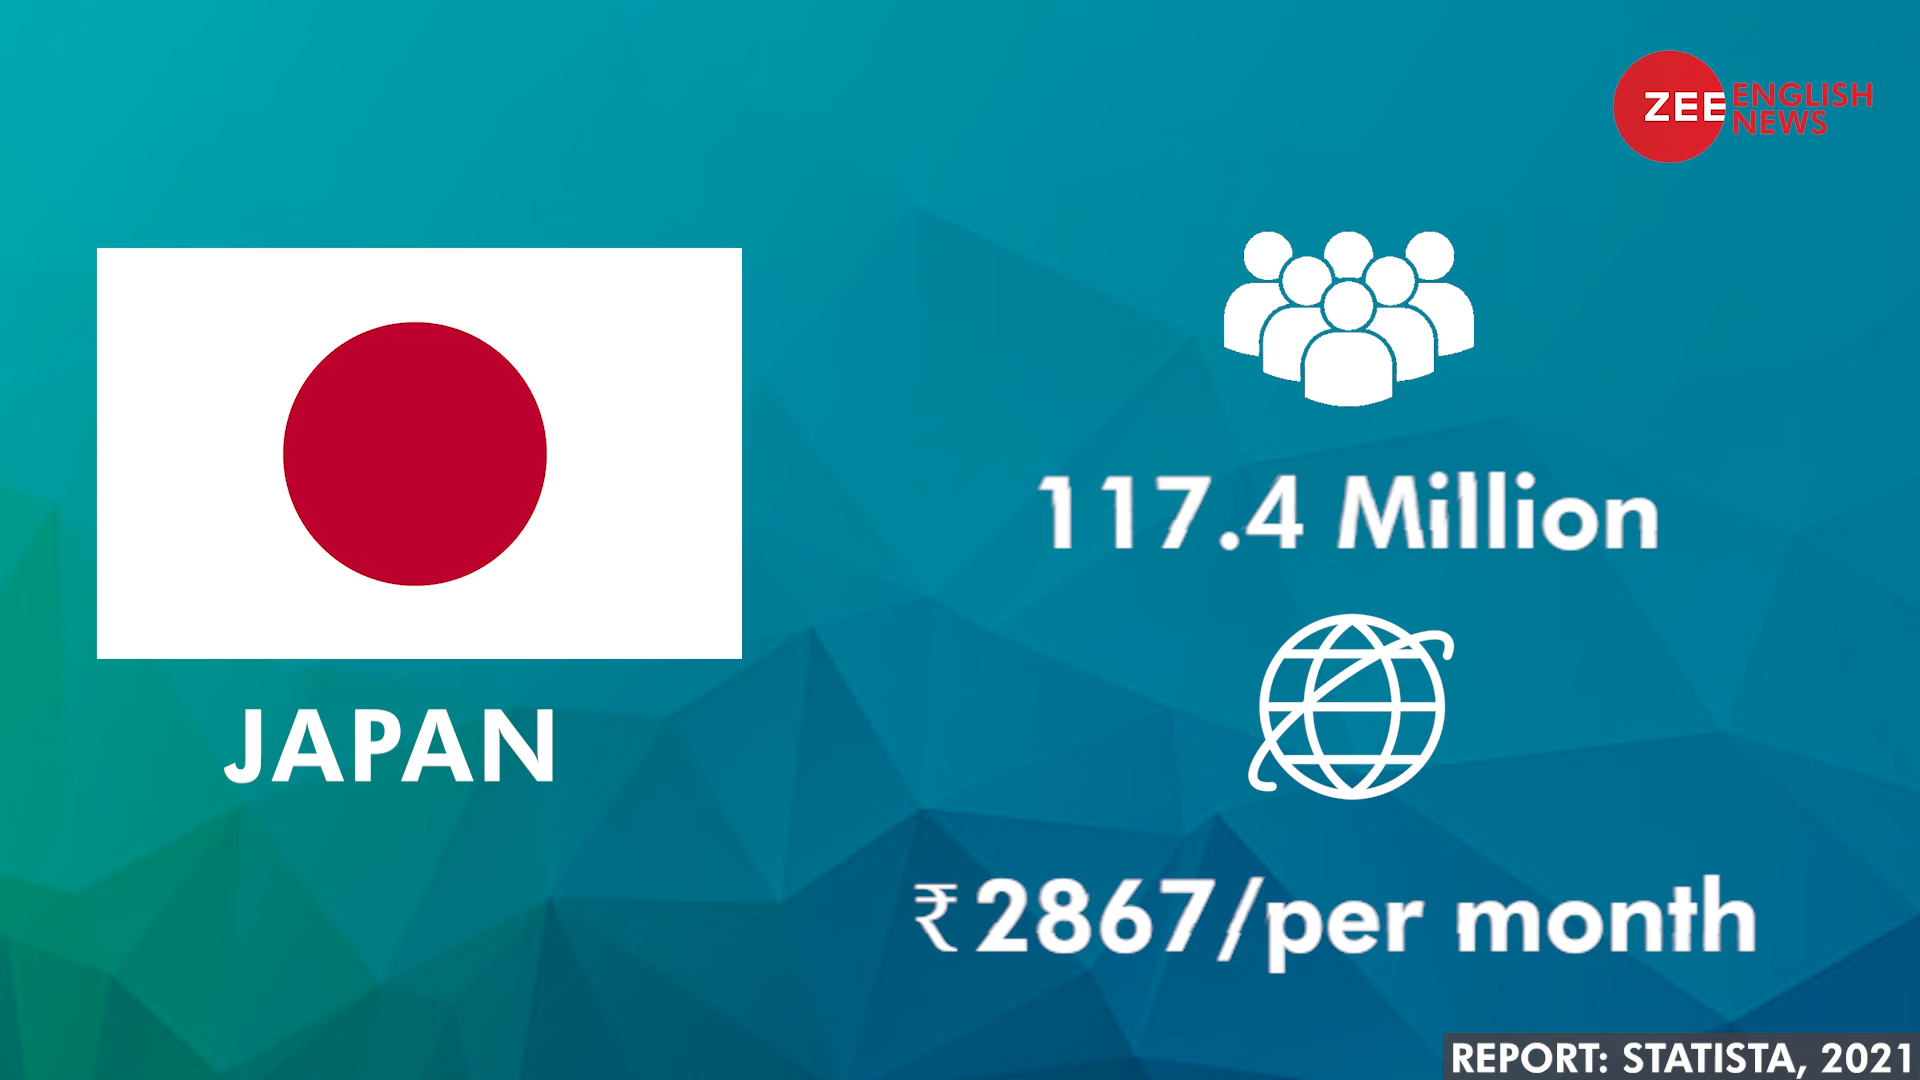 ZEE ENGLISH
NEWS
117.4 Million
JAPAN
₹2867/per month
REPORT: STATISTA, 2021